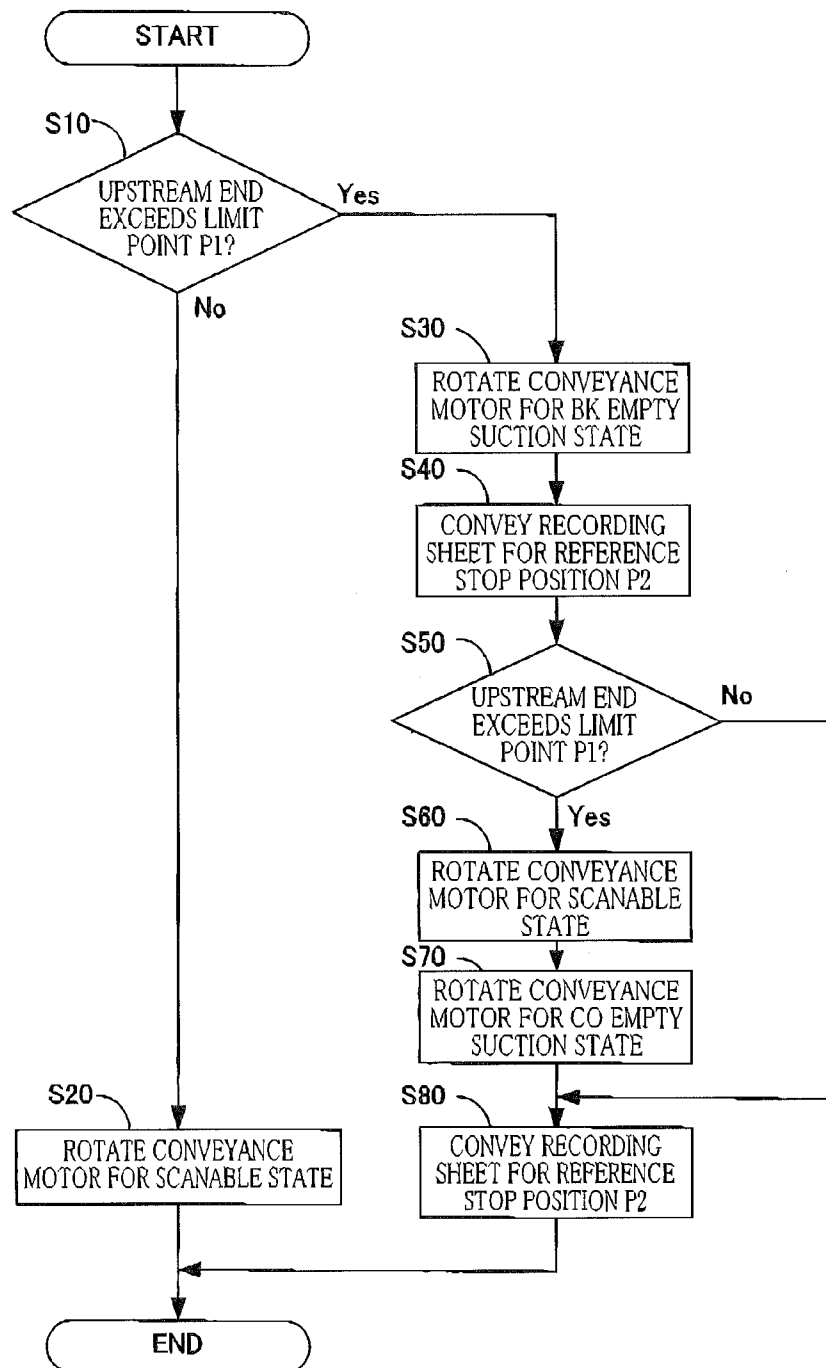 START
S10
UPSTREAM END
EXCEEDS LIMIT
POINT P1?
Yes
No
S30
ROTATE CONVEYANCE
MOTOR FOR BK EMPTY
SUCTION STATE
S40
CONVEY RECORDING
SHEET FOR REFERENCE
STOP POSITION P2
S50
UPSTREAM END
EXCEEDS LIMIT
POINT P1?
No
Yes
S60
ROTATE CONVEYANCE
MOTOR FOR SCANABLE
STATE
S70
ROTATE CONVEYANCE
MOTOR FOR CO EMPTY
SUCTION STATE
S20
ROTATE CONVEYANCE
MOTOR FOR SCANABLE STATE
S80
CONVEY RECORDING
SHEET FOR REFERENCE
STOP POSITION P2
END